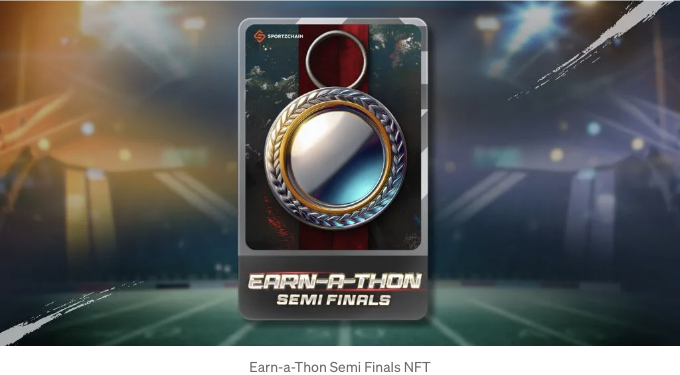 SPORTZCHAIN
EARN-A-THON
SEMI FINALS
Earn-a-Thon Semi Finals NFT